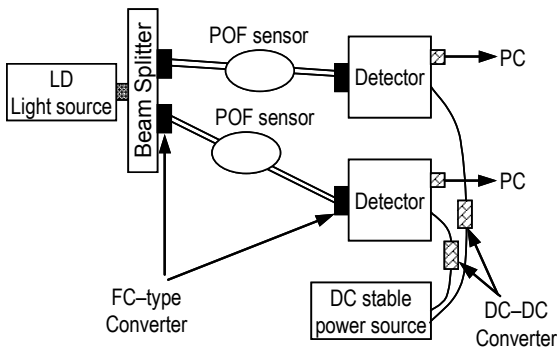 LD
Light source
Beam Splitter
POF sensor
POF sensor
Detector
PC
Detector
PC
FC–type
Converter
DC stable
power source
DC–DC
Converter